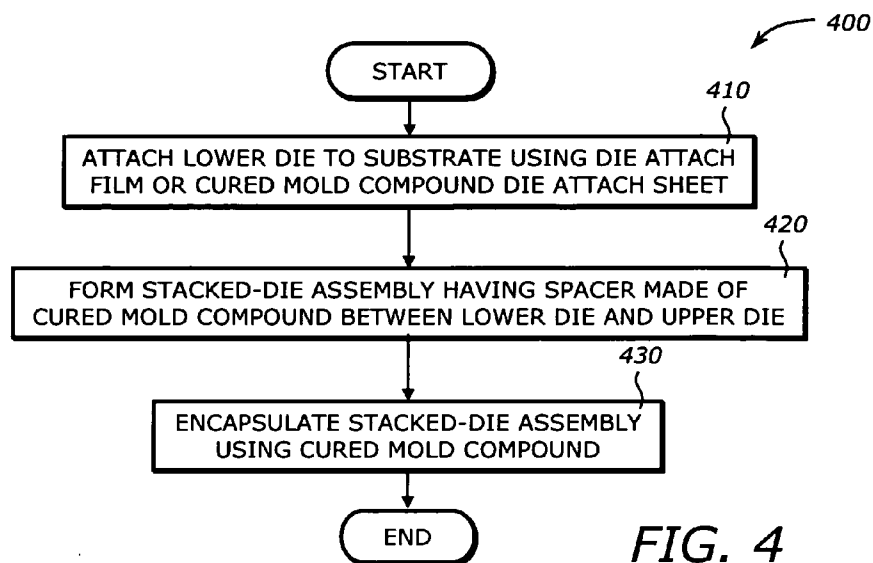 400
START
410
ATTACH LOWER DIE TO SUBSTRATE USING DIE ATTACH
FILM OR CURED MOLD COMPOUND DIE ATTACH SHEET
420
FORM STACKED-DIE ASSEMBLY HAVING SPACER MADE OF
CURED MOLD COMPOUND BETWEEN LOWER DIE AND UPPER DIE
430
ENCAPSULATE STACKED-DIE ASSEMBLY
USING CURED MOLD COMPOUND
END
FIG. 4